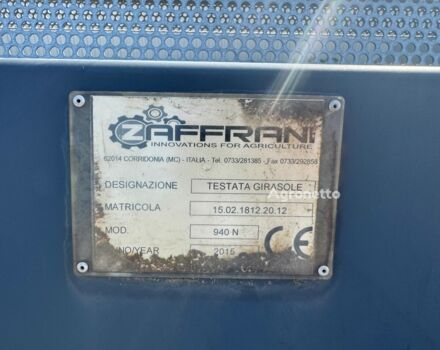 ZAFFRANI
INNOVATIONS FOR AGRICULTURE
62014 CORRIDONIA (MC) - ITALIA - Tel. 0733/281385 - Fax 0733/292858
DESIGNAZIONE TESTATA GIRASOLE
MATRICOLA 15.02.1812.20.12
MOD. 940 N
ANNO/YEAR 2015
CE
Agronetto